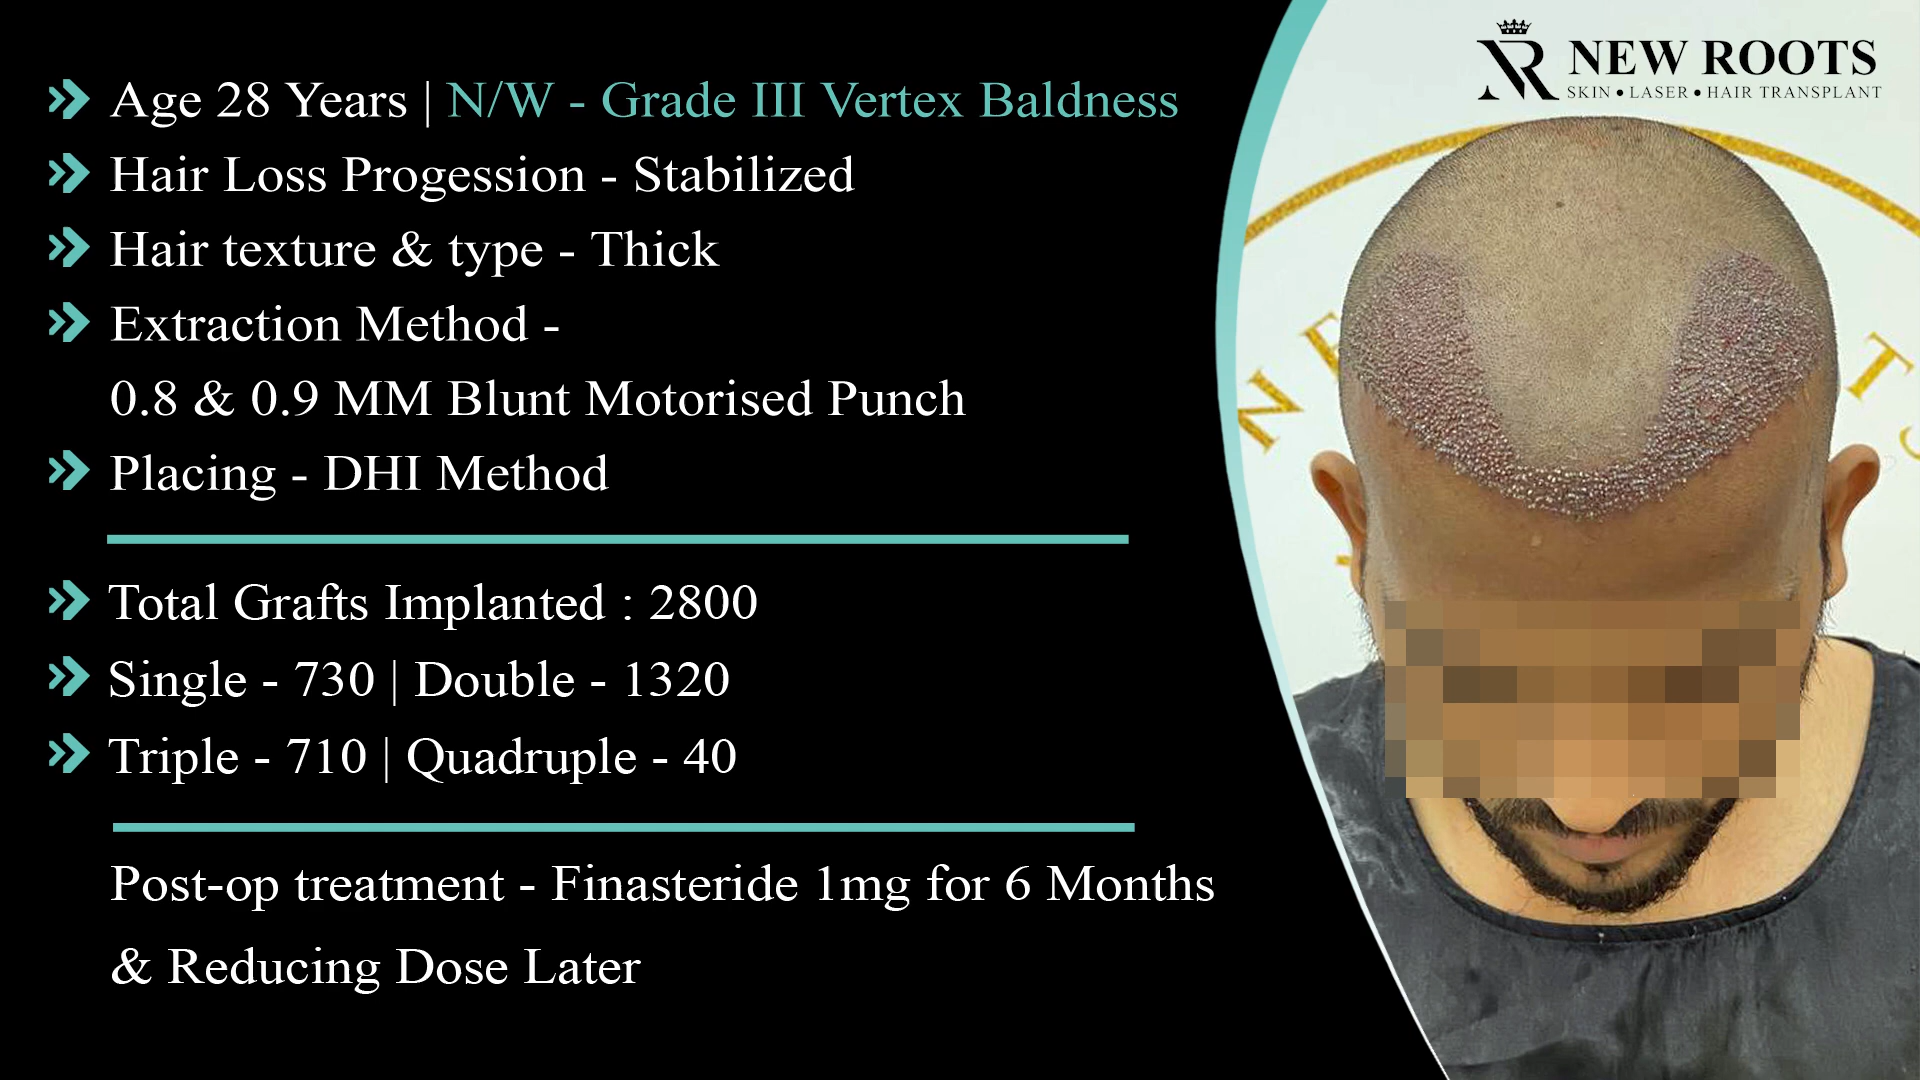 Age 28 Years | N/W - Grade III Vertex Baldness
Hair Loss Progession - Stabilized
Hair texture & type - Thick
Extraction Method -
0.8 & 0.9 MM Blunt Motorised Punch
Placing - DHI Method
Total Grafts Implanted : 2800
Single - 730 | Double - 1320
Triple - 710 | Quadruple - 40
Post-op treatment - Finasteride 1mg for 6 Months
& Reducing Dose Later
NR NEW ROOTS
SKIN • LASER • HAIR TRANSPLANT
N E
T